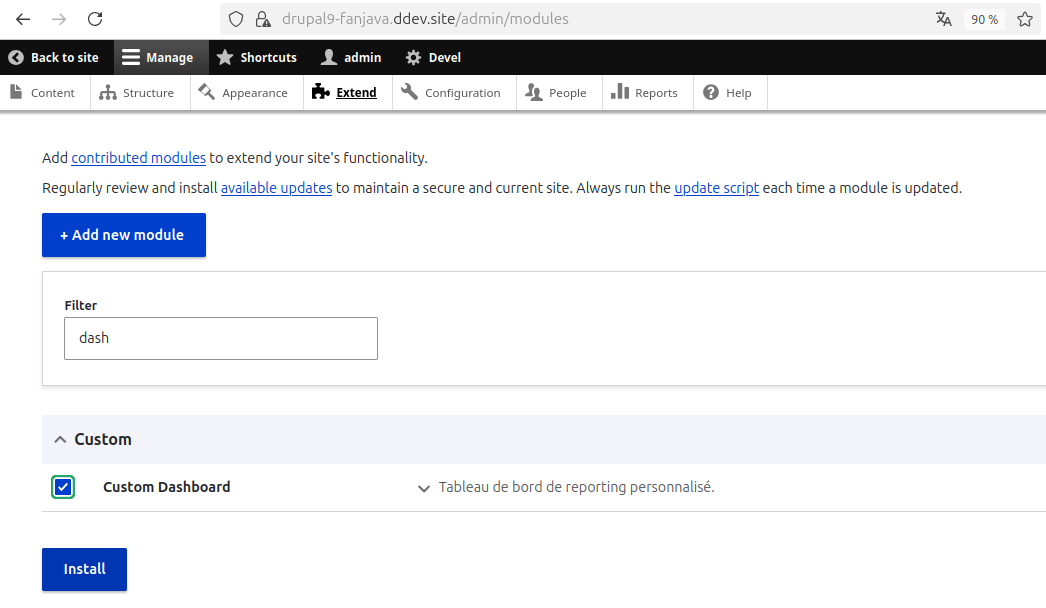 drupal9-fanjava.ddev.site/admin/modules 90 %
Back to site Manage Shortcuts admin Devel
Content Structure Appearance Extend Configuration People Reports Help
Add contributed modules to extend your site's functionality.
Regularly review and install available updates to maintain a secure and current site. Always run the update script each time a module is updated.
+ Add new module
Filter
dash
Custom
Custom Dashboard Tableau de bord de reporting personnalisé.
Install